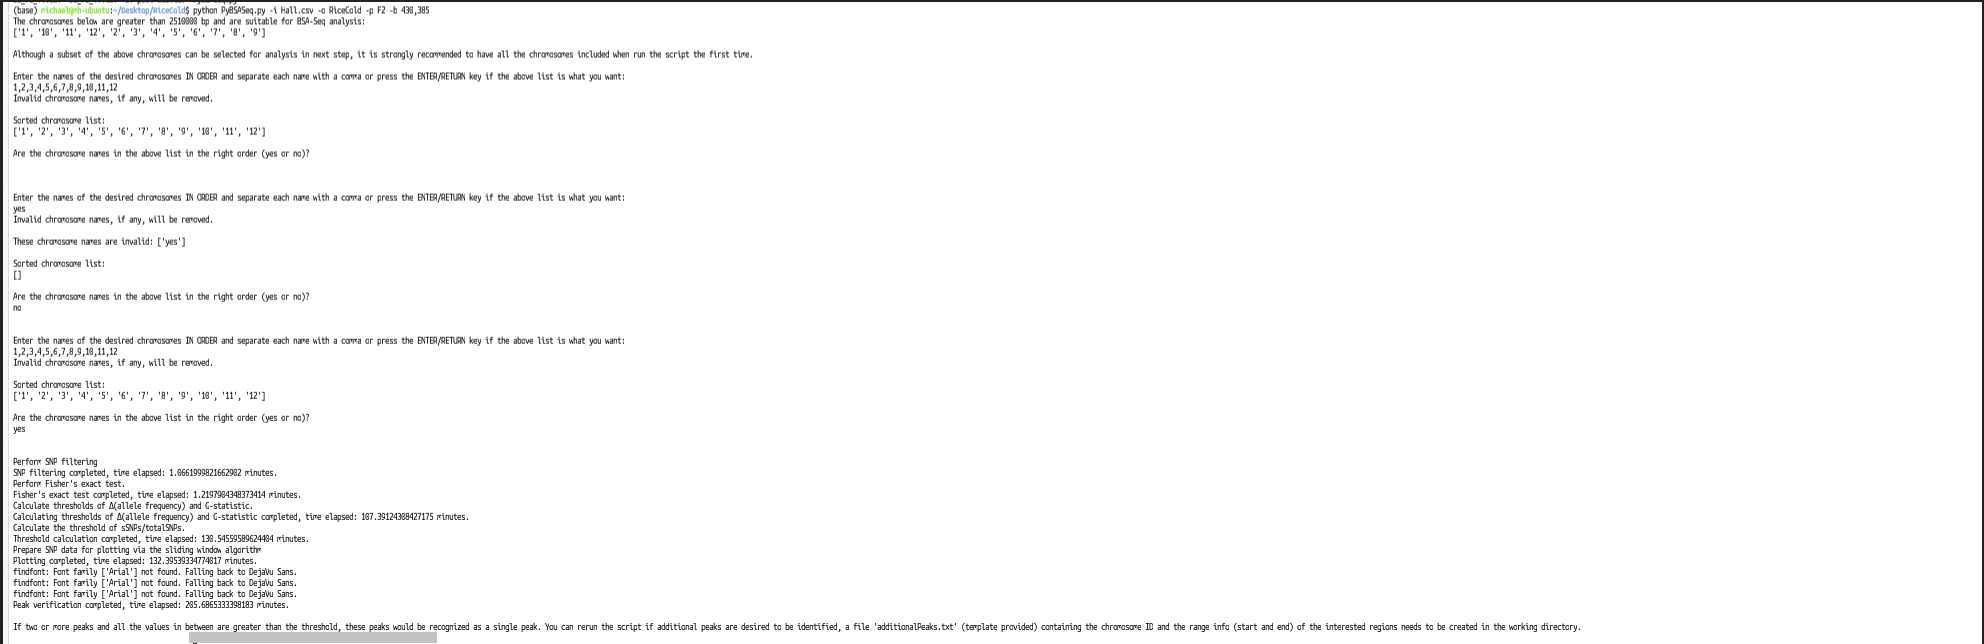 (base) michael@mh-ubuntu:~/Desktop/RiceCold$ python PyBSASeq.py -i Hall.csv -o RiceCold -p F2 -b 430,385
The chromosomes below are greater than 2510000 bp and are suitable for BSA-Seq analysis:
['1', '10', '11', '12', '2', '3', '4', '5', '6', '7', '8', '9']
Although a subset of the above chromosomes can be selected for analysis in next step, it is strongly recommended to have all the chromosomes included when run the script the first time.
Enter the names of the desired chromosomes IN ORDER and separate each name with a comma or press the ENTER/RETURN key if the above list is what you want:
1,2,3,4,5,6,7,8,9,10,11,12
Invalid chromosome names, if any, will be removed.
Sorted chromosome list:
['1', '2', '3', '4', '5', '6', '7', '8', '9', '10', '11', '12']
Are the chromosome names in the above list in the right order (yes or no)?
Enter the names of the desired chromosomes IN ORDER and separate each name with a comma or press the ENTER/RETURN key if the above list is what you want:
yes
Invalid chromosome names, if any, will be removed.
These chromosome names are invalid: ['yes']
Sorted chromosome list:
[]
Are the chromosome names in the above list in the right order (yes or no)?
no
Enter the names of the desired chromosomes IN ORDER and separate each name with a comma or press the ENTER/RETURN key if the above list is what you want:
1,2,3,4,5,6,7,8,9,10,11,12
Invalid chromosome names, if any, will be removed.
Sorted chromosome list:
['1', '2', '3', '4', '5', '6', '7', '8', '9', '10', '11', '12']
Are the chromosome names in the above list in the right order (yes or no)?
yes
Perform SNP filtering
SNP filtering completed, time elapsed: 1.0661999821662902 minutes.
Perform Fisher's exact test.
Fisher's exact test completed, time elapsed: 1.2197904348373414 minutes.
Calculate thresholds of Δ(allele frequency) and G-statistic.
Calculating thresholds of Δ(allele frequency) and G-statistic completed, time elapsed: 107.39124308427175 minutes.
Calculate the threshold of sSNPs/totalSNPs.
Threshold calculation completed, time elapsed: 130.54559589624404 minutes.
Prepare SNP data for plotting via the sliding window algorithm
Plotting completed, time elapsed: 132.39539334774017 minutes.
findfont: Font family ['Arial'] not found. Falling back to DejaVu Sans.
findfont: Font family ['Arial'] not found. Falling back to DejaVu Sans.
findfont: Font family ['Arial'] not found. Falling back to DejaVu Sans.
Peak verification completed, time elapsed: 205.6865333398183 minutes.
If two or more peaks and all the values in between are greater than the threshold, these peaks would be recognized as a single peak. You can rerun the script if additional peaks are desired to be identified, a file 'additionalPeaks.txt' (template provided) containing the chromosome ID and the range info (start and end) of the interested regions needs to be created in the working directory.